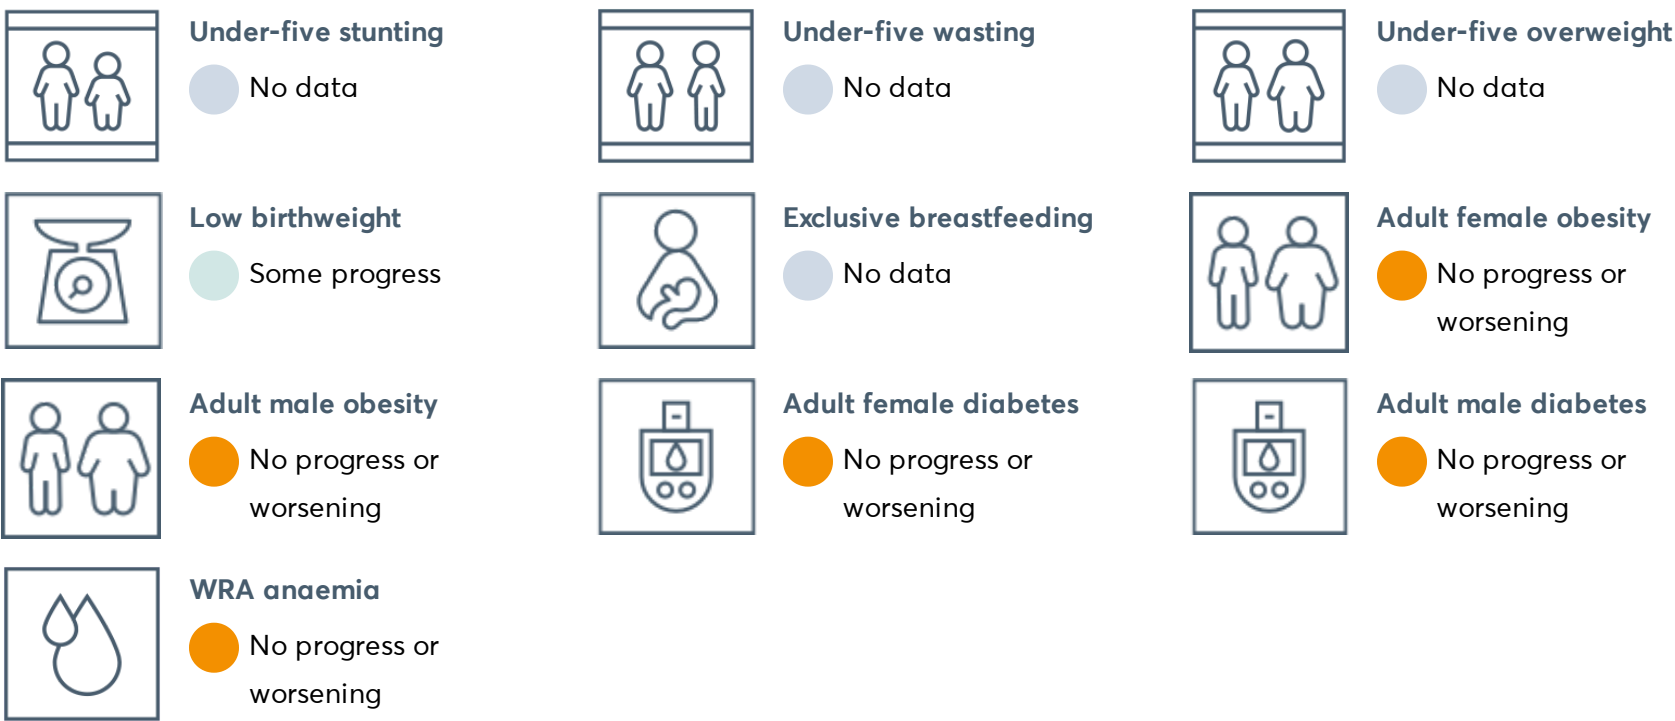 Under-five stunting
No data
Under-five wasting
No data
Under-five overweight
No data
Low birthweight
Some progress
Exclusive breastfeeding
No data
Adult female obesity
No progress or
worsening
Adult male obesity
No progress or
worsening
Adult female diabetes
No progress or
worsening
Adult male diabetes
No progress or
worsening
WRA anaemia
No progress or
worsening